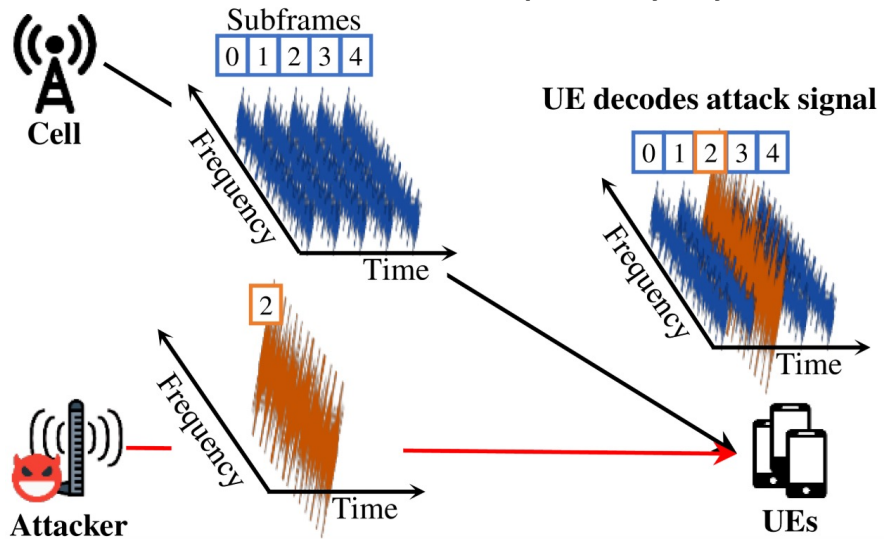 Subframes
0 1 2 3 4
Cell
Frequency
Time
UE decodes attack signal
0 1 2 3 4
Frequency
Time
2
Frequency
Time
Attacker
UEs